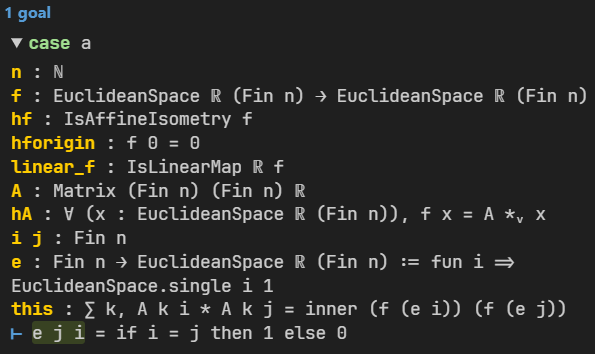 1 goal
▼ case a
n : ℕ
f : EuclideanSpace ℝ (Fin n) → EuclideanSpace ℝ (Fin n)
hf : IsAffineIsometry f
hforigin : f 0 = 0
linear_f : IsLinearMap ℝ f
A : Matrix (Fin n) (Fin n) ℝ
hA : ∀ (x : EuclideanSpace ℝ (Fin n)), f x = A *ᵥ x
i j : Fin n
e : Fin n → EuclideanSpace ℝ (Fin n) := fun i ⇒
EuclideanSpace.single i 1
this : ∑ k, A k i * A k j = inner (f (e i)) (f (e j))
⊢ e j i = if i = j then 1 else 0